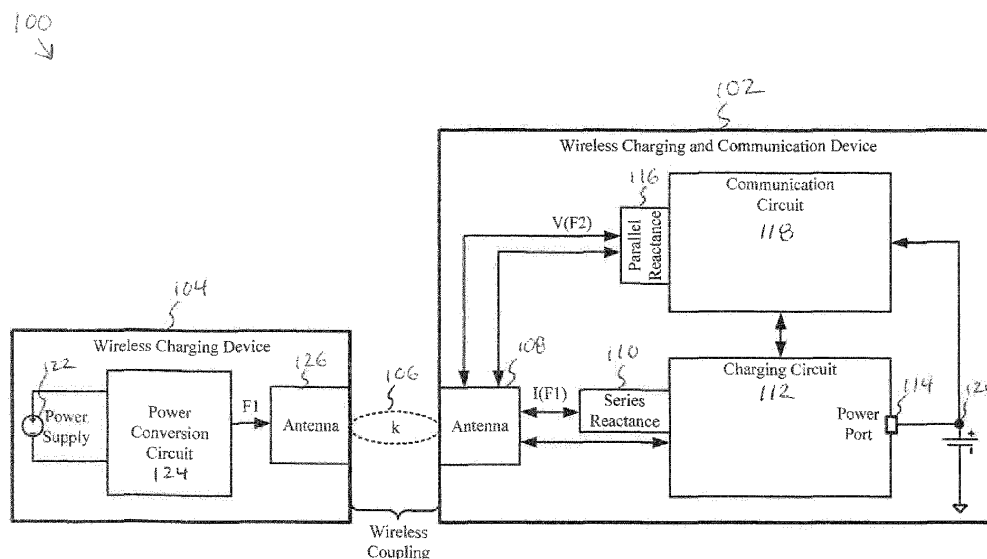 100
102
Wireless Charging and Communication Device
116
Communication
Circuit
118
V(F2)
Parallel
Reactance
104
Wireless Charging Device
122
126
106
108
110
Charging Circuit
112
114
I(F1)
Series
Reactance
Power
Supply
Power
Conversion
Circuit
124
F1
Antenna
k
Antenna
Power
Port
+
Wireless
Coupling